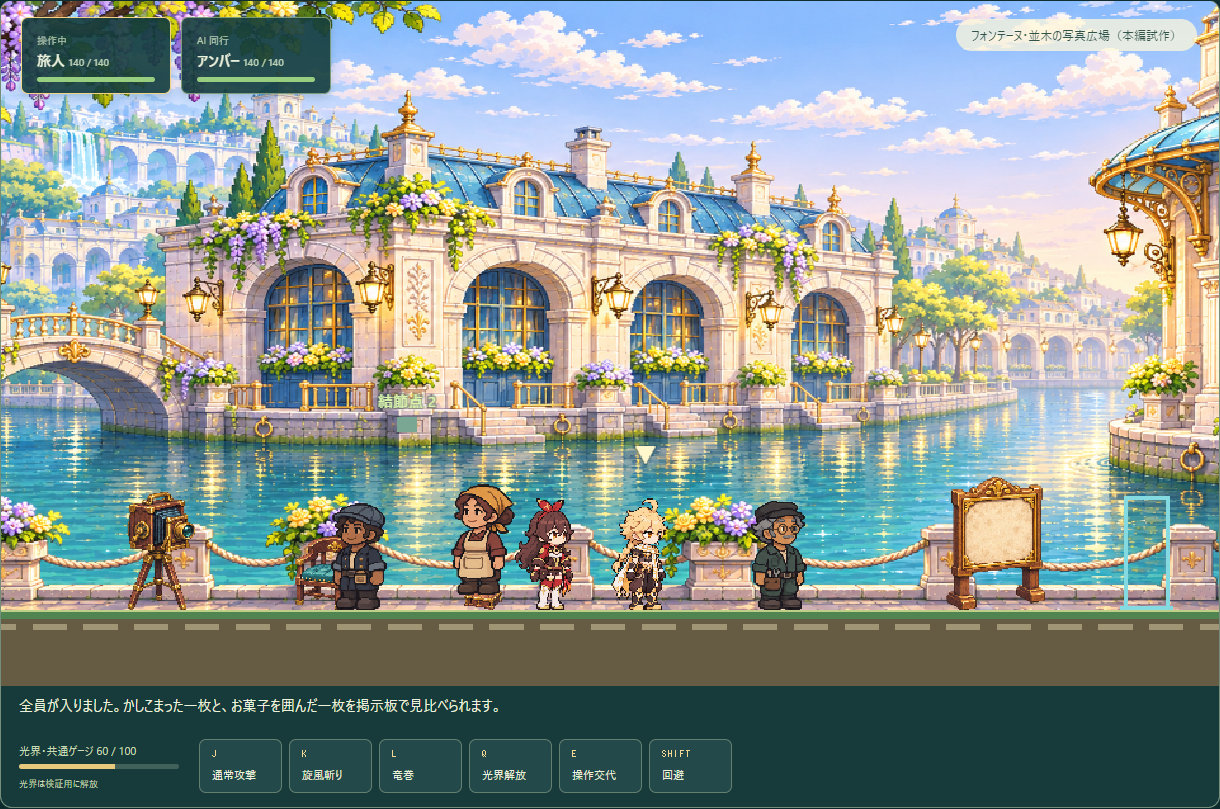 操作中
旅人 140 / 140
AI 同行
アンバー 140 / 140
フォンテーヌ・並木の写真広場（本編試作）
結節点 2
全員が入りました。かしこまった一枚と、お菓子を囲んだ一枚を掲示板で見比べられます。
光界・共通ゲージ 60 / 100
光界は検証用に解放
J
通常攻撃
K
旋風斬り
L
竜巻
Q
光界解放
E
操作交代
SHIFT
回避